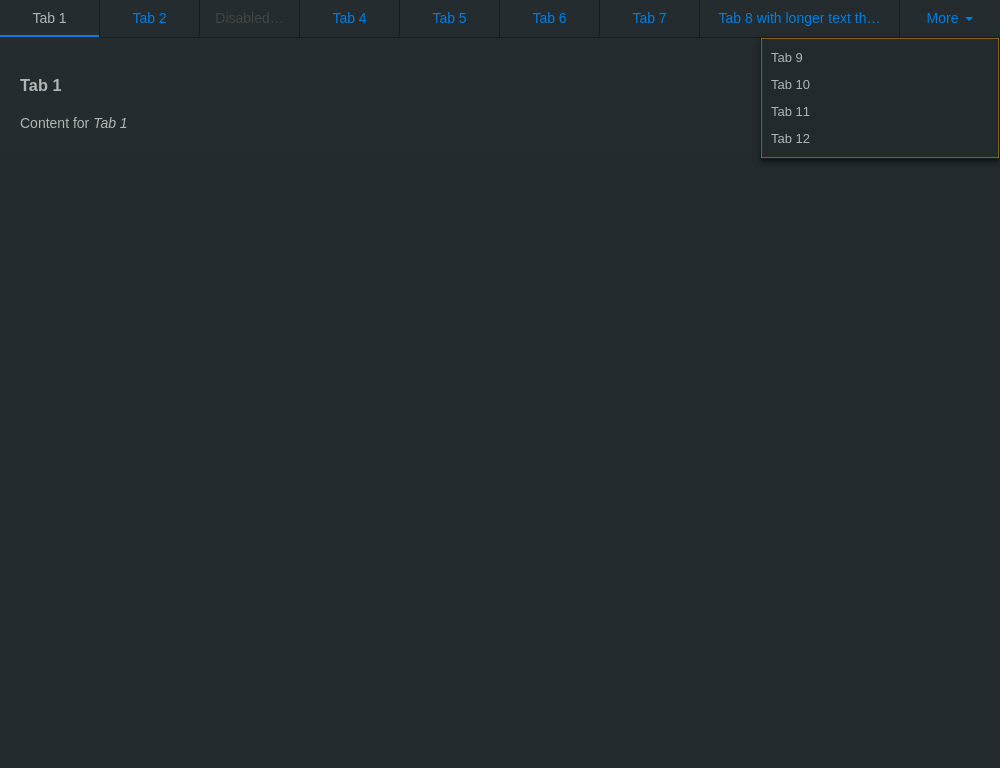 Tab 1
Tab 2
Disabled…
Tab 4
Tab 5
Tab 6
Tab 7
Tab 8 with longer text th…
More
Tab 9
Tab 10
Tab 11
Tab 12
Tab 1
Content for Tab 1